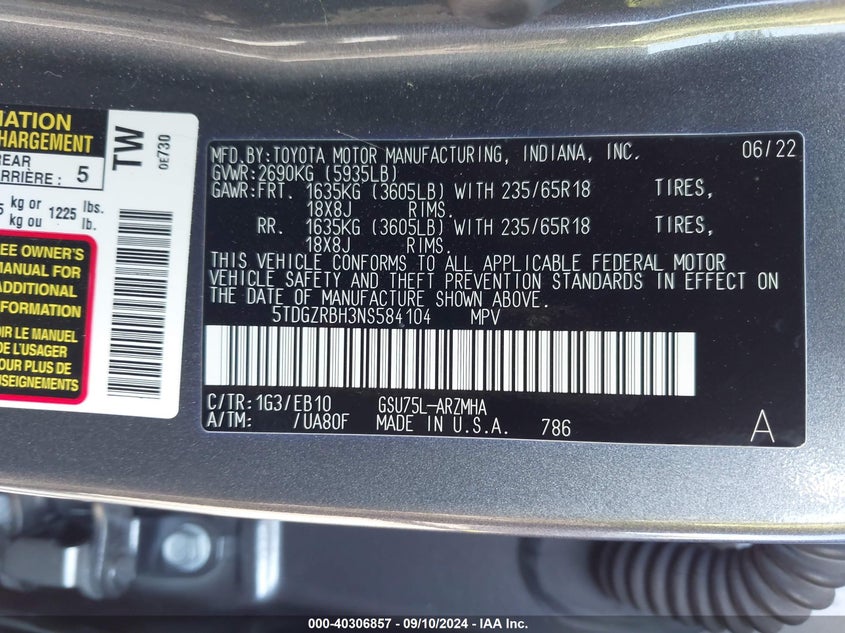 MATION
CHARGEMENT
REAR
ARRIÈRE : 5
kg or 1225 lbs.
kg ou lb.
EE OWNER'S
MANUAL FOR
ADDITIONAL
FORMATION
IR LE MANUEL
DE L'USAGER
POUR PLUS DE
NSEIGNEMENTS
TW
0E730
MFD.BY:TOYOTA MOTOR MANUFACTURING, INDIANA, INC. 06/22
GVWR:2690KG (5935LB)
GAWR:FRT. 1635KG (3605LB) WITH 235/65R18 TIRES,
18X8J RIMS.
RR. 1635KG (3605LB) WITH 235/65R18 TIRES,
18X8J RIMS.
THIS VEHICLE CONFORMS TO ALL APPLICABLE FEDERAL MOTOR
VEHICLE SAFETY AND THEFT PREVENTION STANDARDS IN EFFECT ON
THE DATE OF MANUFACTURE SHOWN ABOVE.
5TDGZRBH3NS584104 MPV
C/TR:1G3/EB10 GSU75L-ARZMHA
A/TM: /UA80F MADE IN U.S.A. 786 A
000-40306857 - 09/10/2024 - IAA Inc.